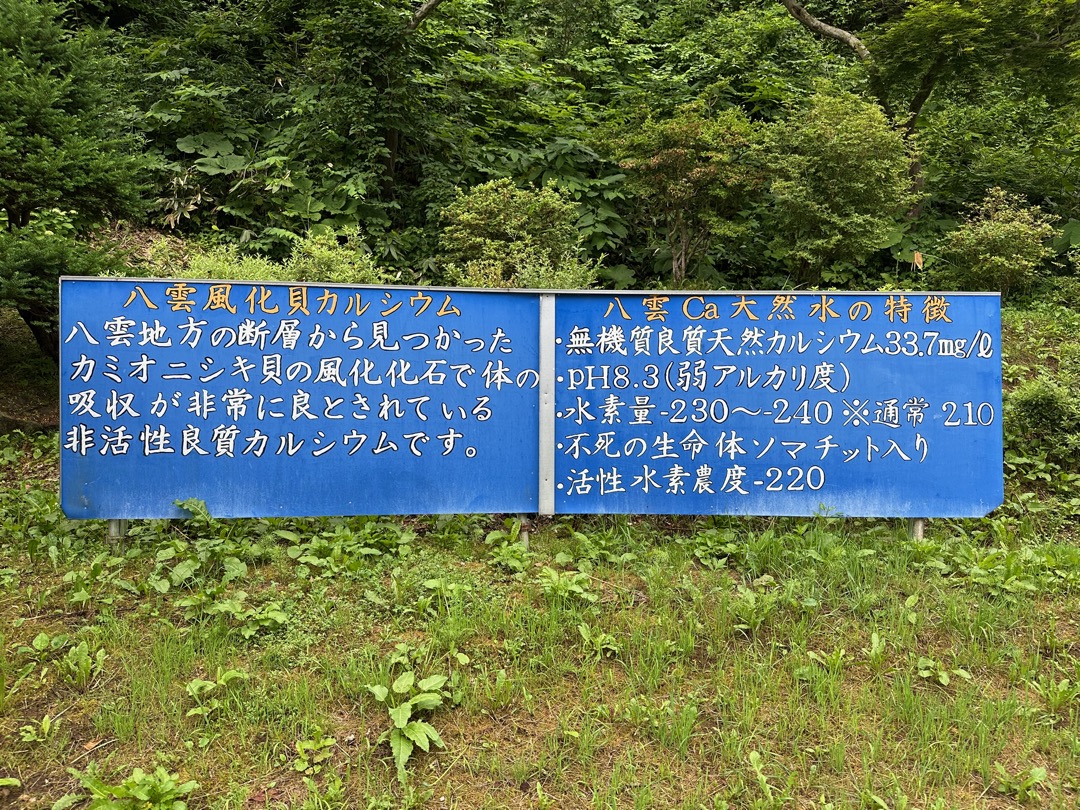 八雲風化貝カルシウム
八雲地方の断層から見つかった
カミオニシキ貝の風化化石で体の
吸収が非常に良とされている
非活性良質カルシウムです。
八雲Ca天然水の特徴
・無機質良質天然カルシウム33.7mg/ℓ
・pH8.3(弱アルカリ度)
・水素量-230～-240※通常-210
・不死の生命体ソマチット入り
・活性水素農度-220